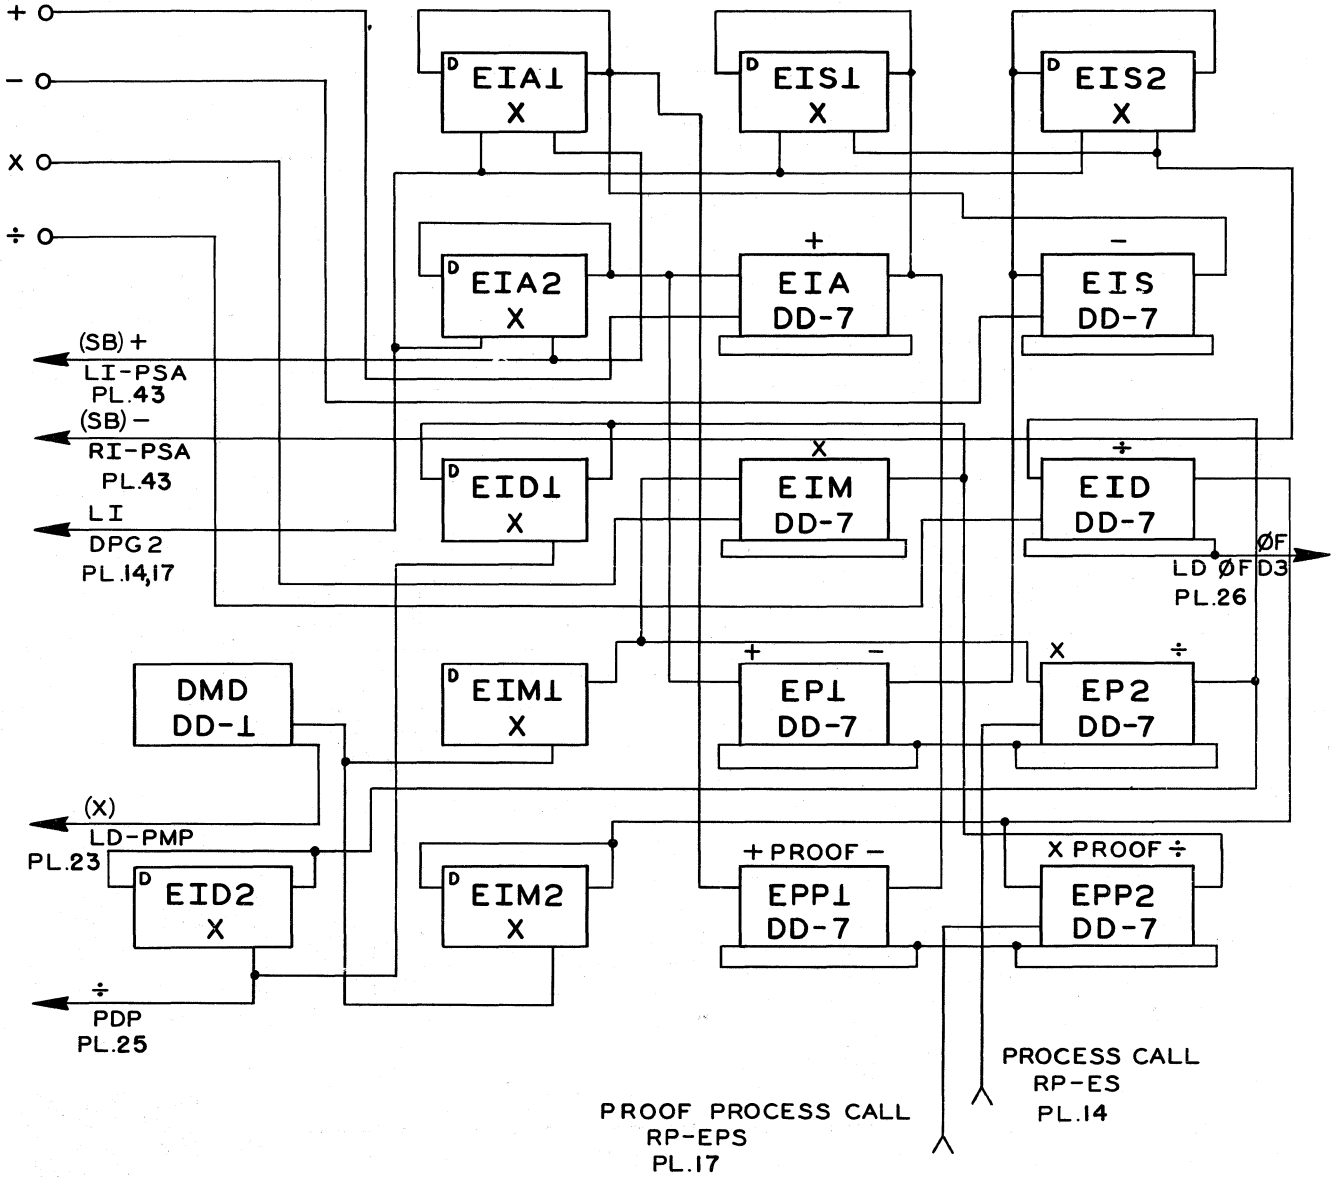 +
D EIA1
X
D EIS1
X
D EIS2
X
-
X
÷
D EIA2
X
+
EIA
DD-7
-
EIS
DD-7
(SB) +
LI-PSA
PL.43
(SB) -
RI-PSA
PL.43
LI
DPG2
PL.14,17
D EID1
X
X
EIM
DD-7
÷
EID
DD-7
ØF
LD ØF D3
PL.26
DMD
DD-1
D EIM1
X
+ -
EP1
DD-7
X ÷
EP2
DD-7
(X)
LD-PMP
PL.23
D EID2
X
D EIM2
X
+ PROOF -
EPP1
DD-7
X PROOF ÷
EPP2
DD-7
÷
PDP
PL.25
PROCESS CALL
RP-ES
PL.14
PROOF PROCESS CALL
RP-EPS
PL.17